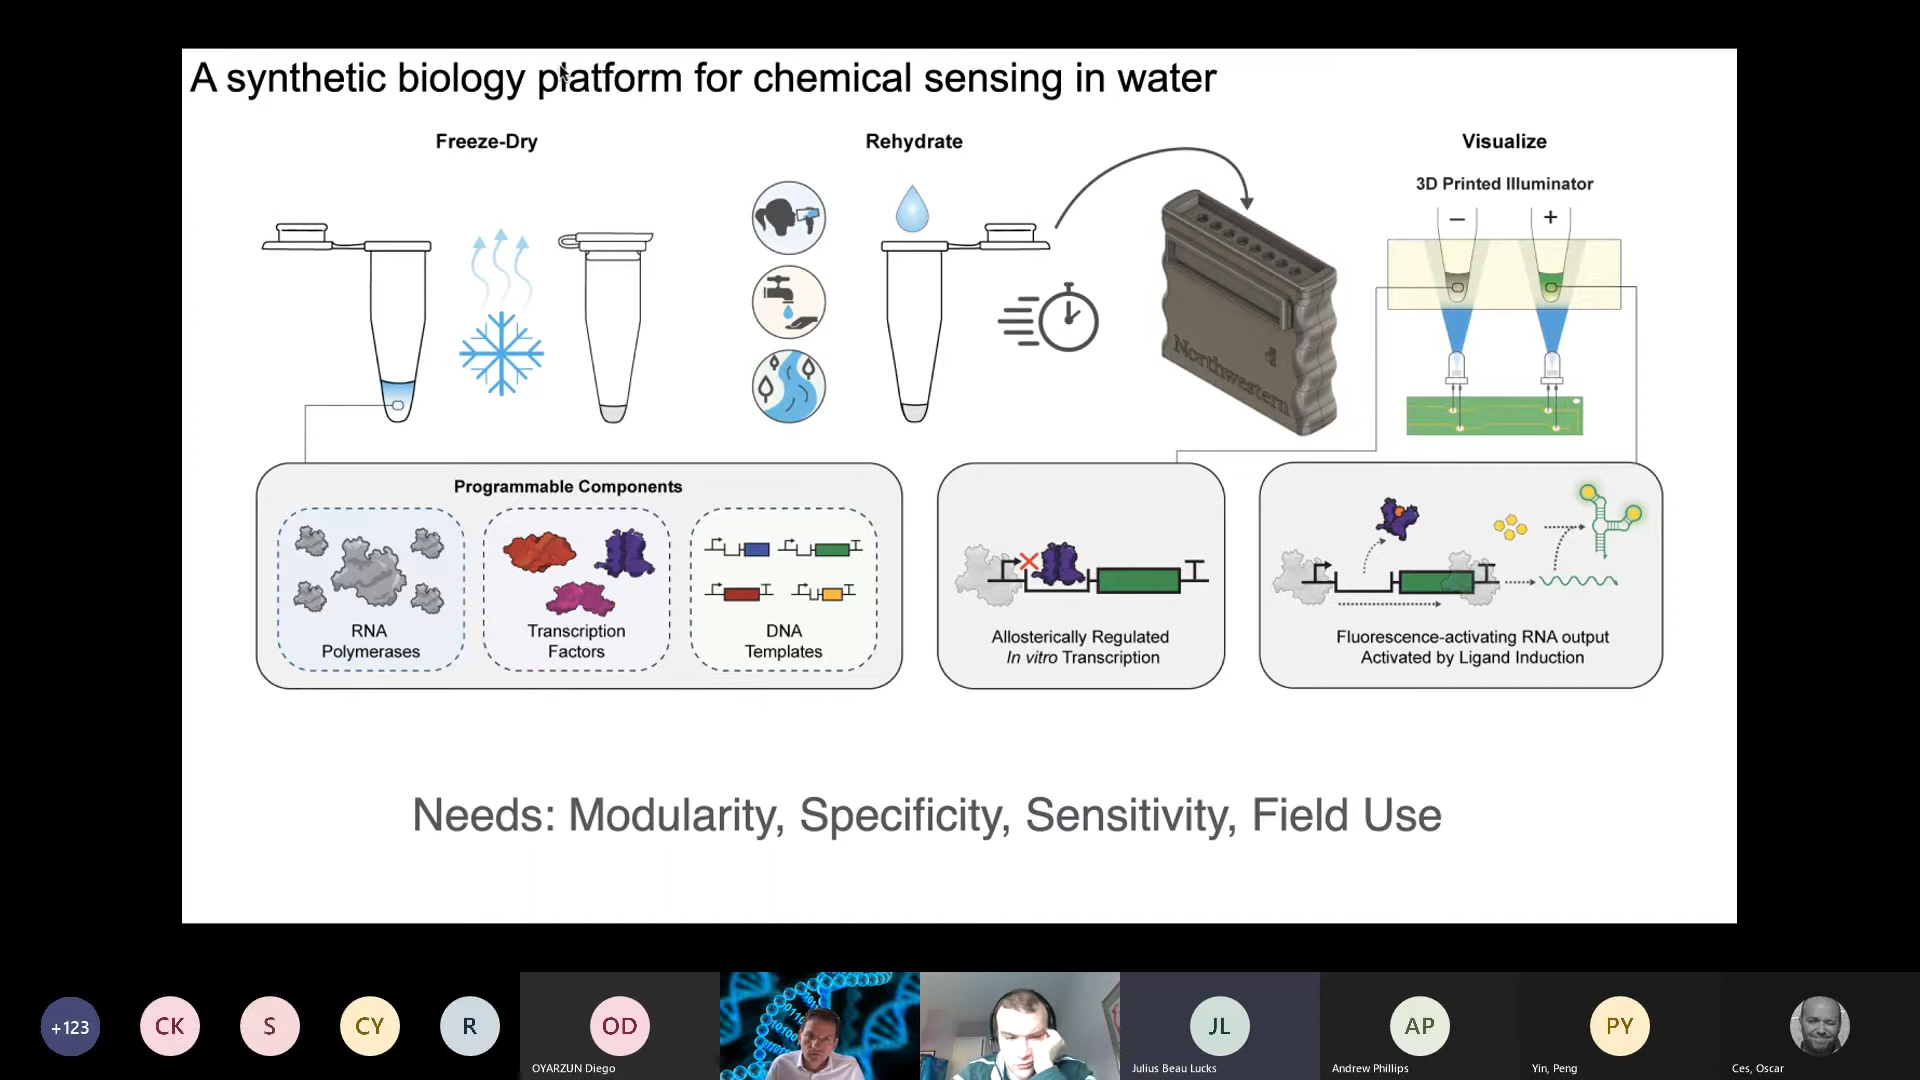 A synthetic biology platform for chemical sensing in water
Freeze-Dry
Rehydrate
Visualize
3D Printed Illuminator
−
+
Northwestern
Programmable Components
RNA
Polymerases
Transcription
Factors
DNA
Templates
Allosterically Regulated
In vitro Transcription
Fluorescence-activating RNA output
Activated by Ligand Induction
Needs: Modularity, Specificity, Sensitivity, Field Use
+123
CK
S
CY
R
OD
OYARZUN Diego
JL
Julius Beau Lucks
AP
Andrew Phillips
PY
Yin, Peng
Ces, Oscar